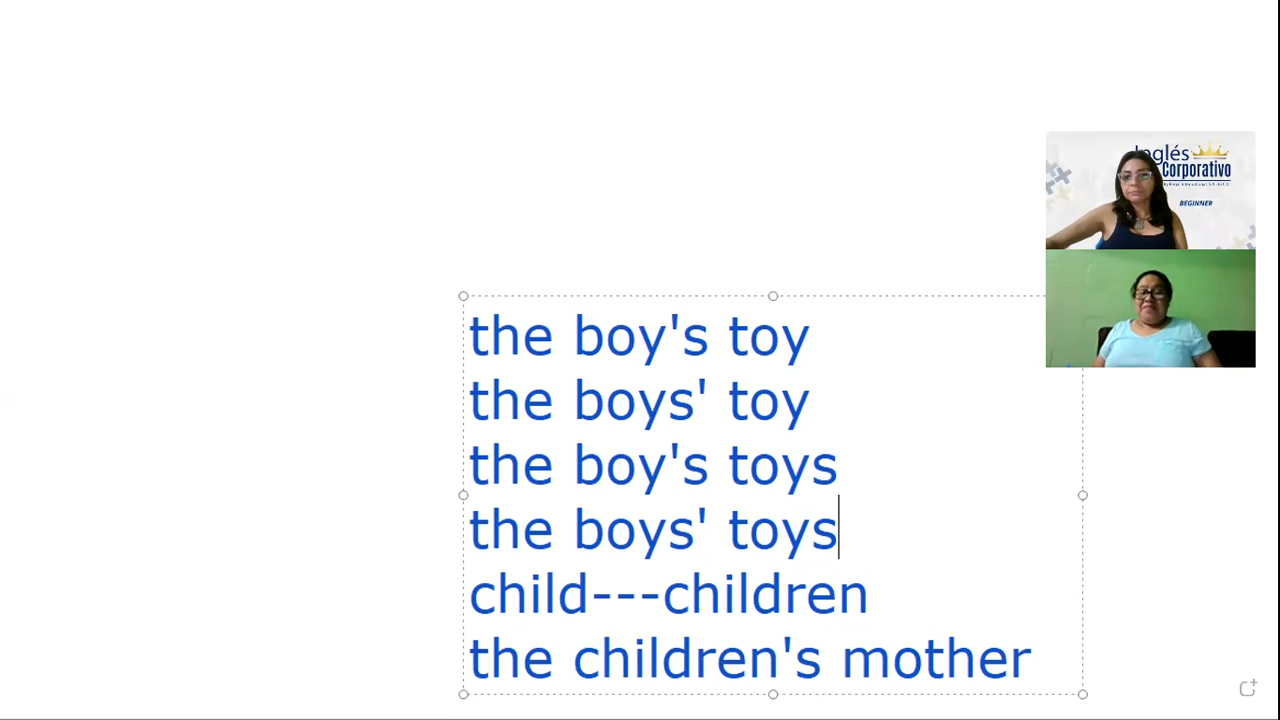 Inglés
Corporativo
BEGINNER
the boy's toy
the boys' toy
the boy's toys
the boys' toys
child---children
the children's mother